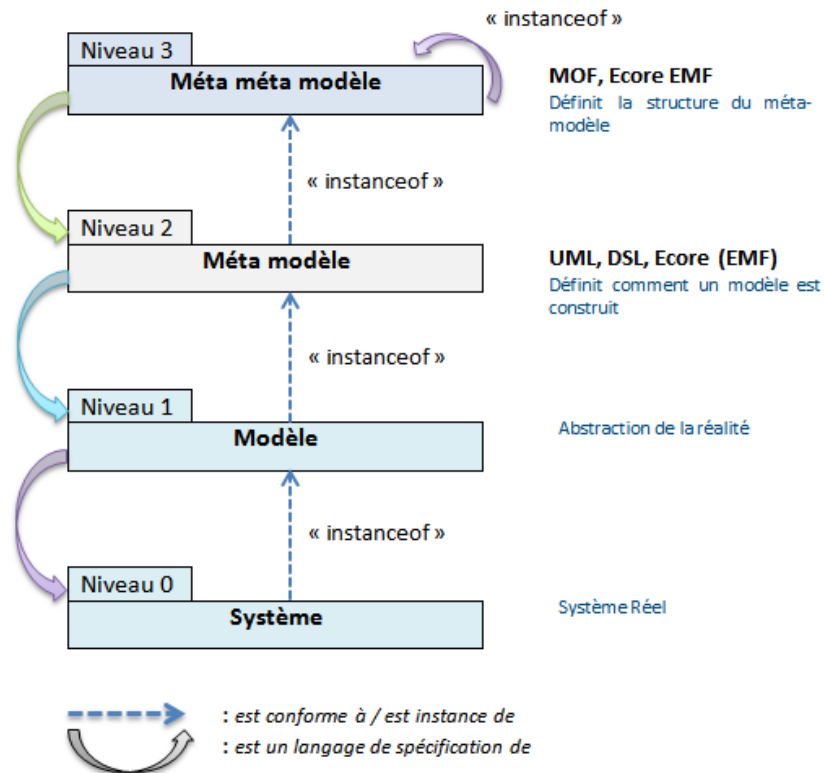 « instanceof »
Niveau 3
Méta méta modèle
MOF, Ecore EMF
Définit la structure du méta-
modèle
« instanceof »
Niveau 2
Méta modèle
UML, DSL, Ecore (EMF)
Définit comment un modèle est
construit
« instanceof »
Niveau 1
Modèle
Abstraction de la réalité
« instanceof »
Niveau 0
Système
Système Réel
: est conforme à / est instance de
: est un langage de spécification de